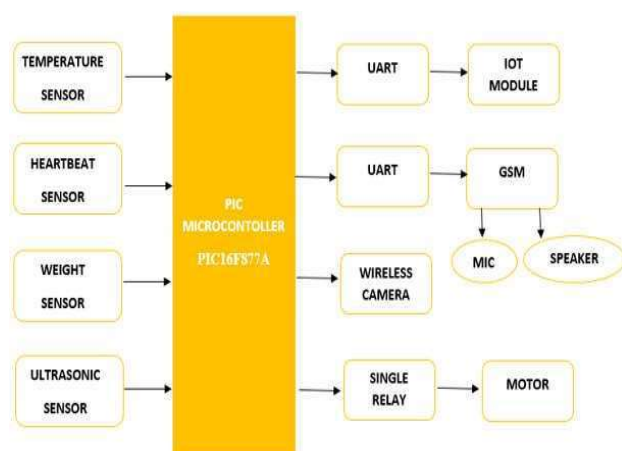 TEMPERATURE
SENSOR
HEARTBEAT
SENSOR
WEIGHT
SENSOR
ULTRASONIC
SENSOR
PIC
MICROCONTOLLER
PIC16F877A
UART
IOT
MODULE
UART
GSM
MIC
SPEAKER
WIRELESS
CAMERA
SINGLE
RELAY
MOTOR